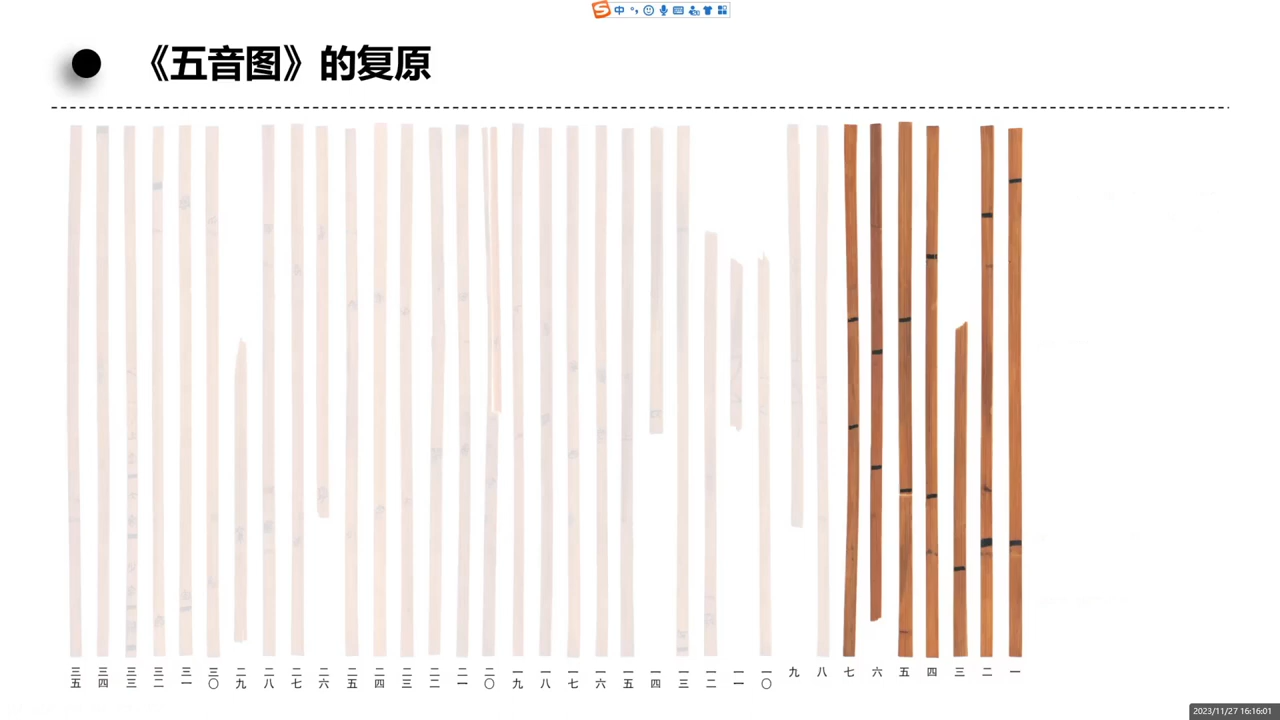 中
《五音图》的复原
三五 三四 三三 三二 三一 三〇 二九 二八 二七 二六 二五 二四 二三 二二 二一 二〇 一九 一八 一七 一六 一五 一四 一三 一二 一一 一〇 九 八 七 六 五 四 三 二 一
2023/11/27 16:16:01